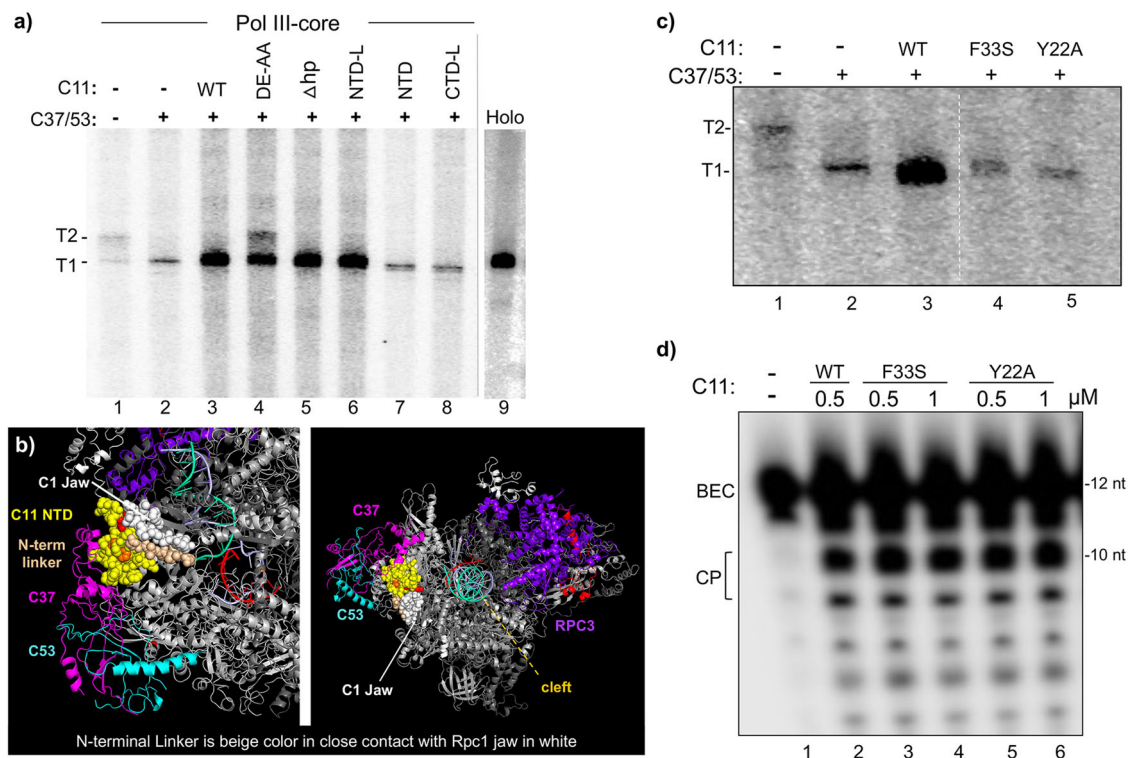 a)
Pol III-core
C11: - - WT DE-AA Δhp NTD-L NTD CTD-L
C37/53: - + + + + + + + Holo
T2 -
T1 -
1 2 3 4 5 6 7 8 9
b)
C1 Jaw
C11 NTD
N-term
linker
C37
C53
C37
C53
C1 Jaw
RPC3
cleft
N-terminal Linker is beige color in close contact with Rpc1 jaw in white
c)
C11: - - WT F33S Y22A
C37/53: - + + + +
T2-
T1-
1 2 3 4 5
d)
C11: - WT F33S Y22A
- 0.5 0.5 1 0.5 1 µM
BEC
-12 nt
-10 nt
CP
1 2 3 4 5 6